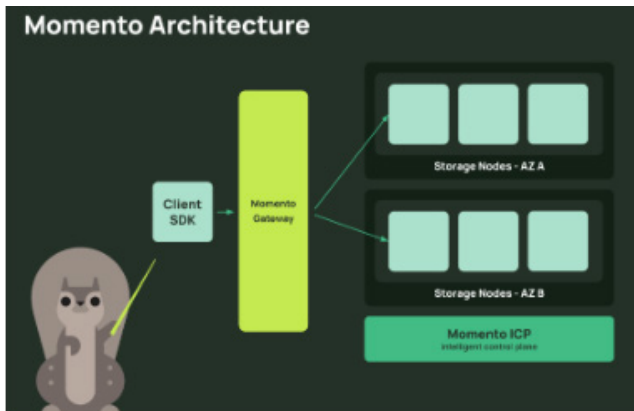 Momento Architecture
Client
SDK
Momento
Gateway
Storage Nodes - AZ A
Storage Nodes - AZ B
Momento ICP
intelligent control plane